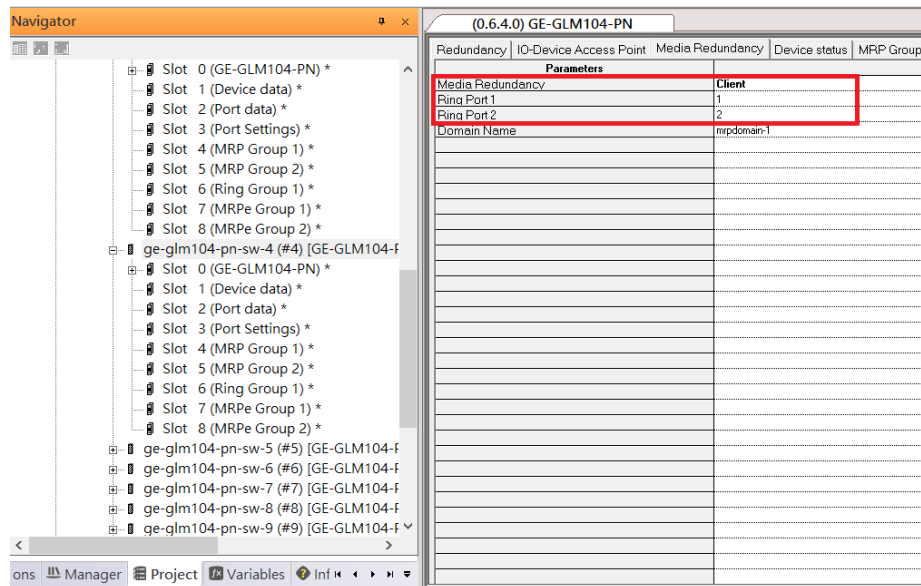 Navigator
Slot 0 (GE-GLM104-PN) *
Slot 1 (Device data) *
Slot 2 (Port data) *
Slot 3 (Port Settings) *
Slot 4 (MRP Group 1) *
Slot 5 (MRP Group 2) *
Slot 6 (Ring Group 1) *
Slot 7 (MRPe Group 1) *
Slot 8 (MRPe Group 2) *
ge-glm104-pn-sw-4 (#4) [GE-GLM104-F
Slot 0 (GE-GLM104-PN) *
Slot 1 (Device data) *
Slot 2 (Port data) *
Slot 3 (Port Settings) *
Slot 4 (MRP Group 1) *
Slot 5 (MRP Group 2) *
Slot 6 (Ring Group 1) *
Slot 7 (MRPe Group 1) *
Slot 8 (MRPe Group 2) *
ge-glm104-pn-sw-5 (#5) [GE-GLM104-F
ge-glm104-pn-sw-6 (#6) [GE-GLM104-F
ge-glm104-pn-sw-7 (#7) [GE-GLM104-F
ge-glm104-pn-sw-8 (#8) [GE-GLM104-F
ge-glm104-pn-sw-9 (#9) [GE-GLM104-F
ons Manager Project Variables Inf
(0.6.4.0) GE-GLM104-PN
Redundancy IO-Device Access Point Media Redundancy Device status MRP Group
Parameters
Media Redundancy Client
Ring Port 1 1
Ring Port 2 2
Domain Name mrpdomain-1